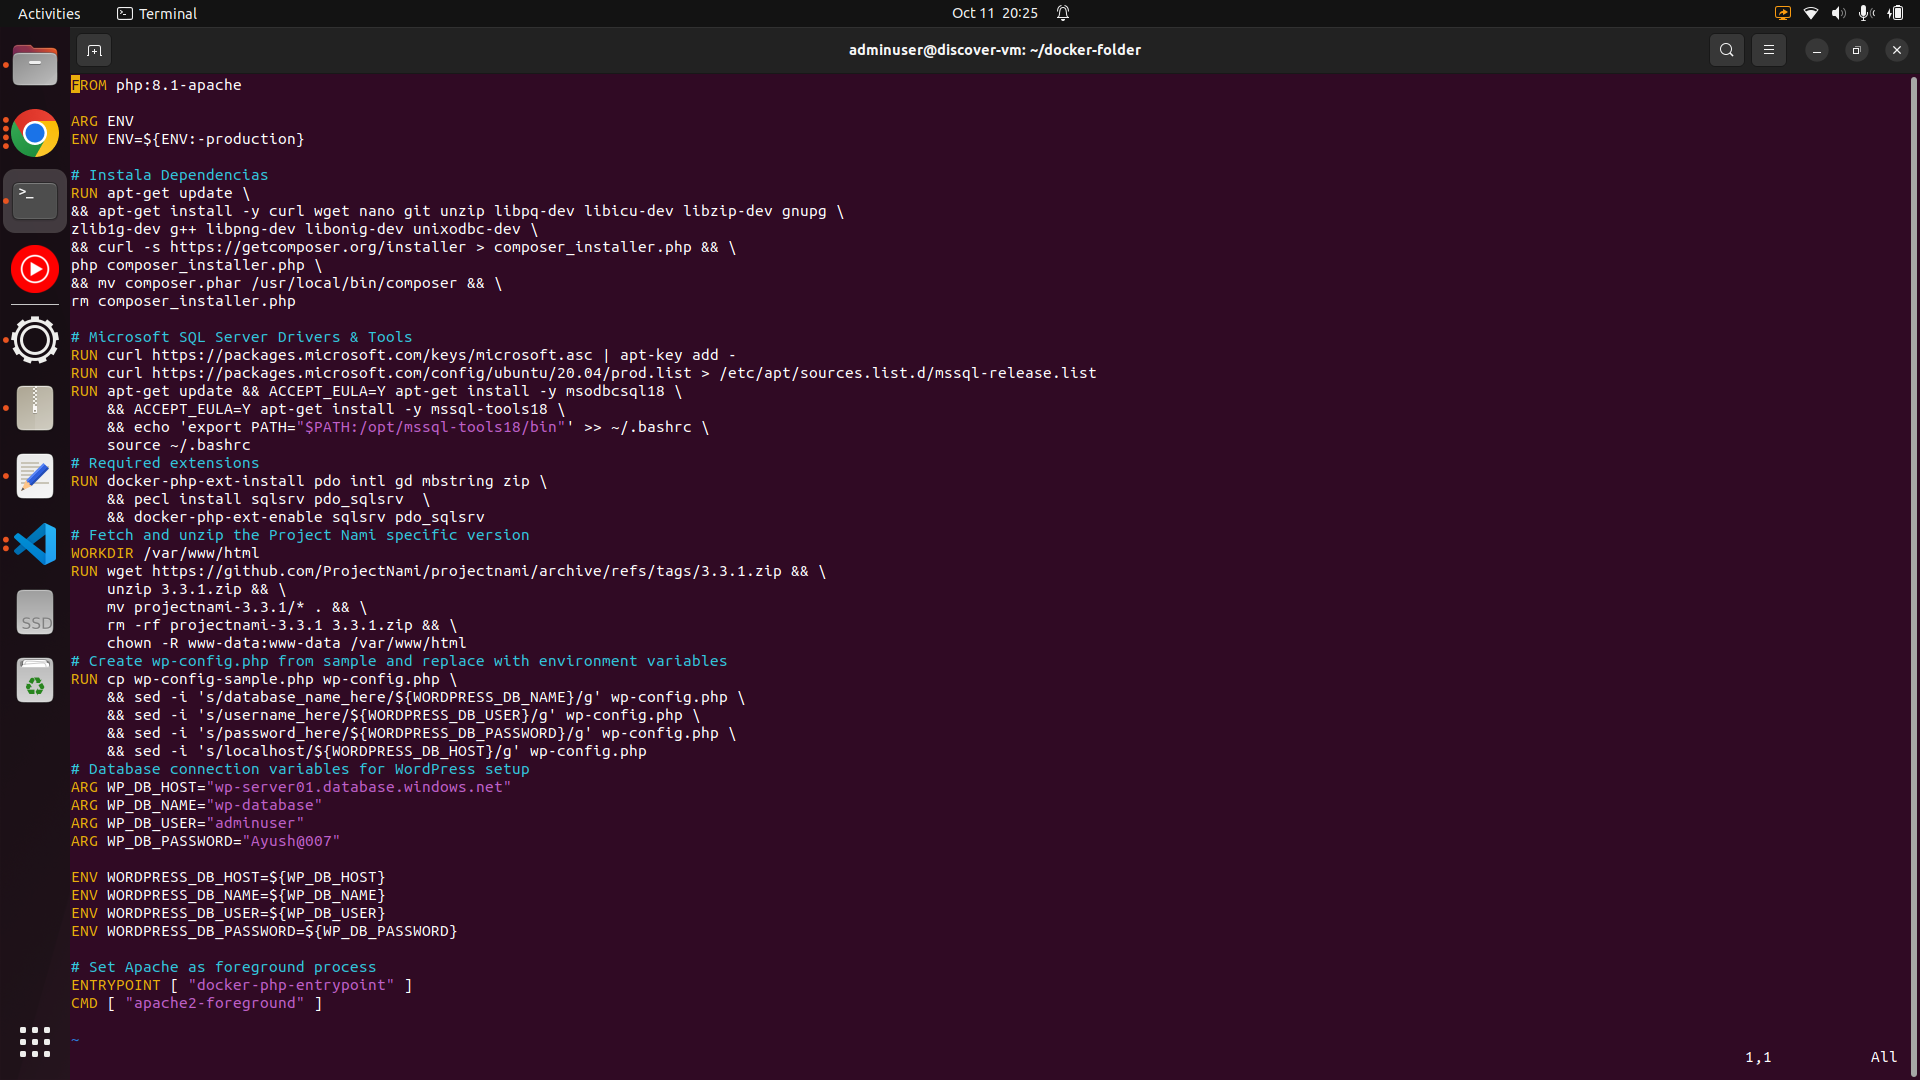 Activities
Terminal
Oct 11 20:25
adminuser@discover-vm: ~/docker-folder
FROM php:8.1-apache
ARG ENV
ENV ENV=${ENV:-production}
# Instala Dependencias
RUN apt-get update \
&& apt-get install -y curl wget nano git unzip libpq-dev libicu-dev libzip-dev gnupg \
zlib1g-dev g++ libpng-dev libonig-dev unixodbc-dev \
&& curl -s https://getcomposer.org/installer > composer_installer.php && \
php composer_installer.php \
&& mv composer.phar /usr/local/bin/composer && \
rm composer_installer.php
# Microsoft SQL Server Drivers & Tools
RUN curl https://packages.microsoft.com/keys/microsoft.asc | apt-key add -
RUN curl https://packages.microsoft.com/config/ubuntu/20.04/prod.list > /etc/apt/sources.list.d/mssql-release.list
RUN apt-get update && ACCEPT_EULA=Y apt-get install -y msodbcsql18 \
    && ACCEPT_EULA=Y apt-get install -y mssql-tools18 \
    && echo 'export PATH="$PATH:/opt/mssql-tools18/bin"' >> ~/.bashrc \
    source ~/.bashrc
# Required extensions
RUN docker-php-ext-install pdo intl gd mbstring zip \
    && pecl install sqlsrv pdo_sqlsrv  \
    && docker-php-ext-enable sqlsrv pdo_sqlsrv
# Fetch and unzip the Project Nami specific version
WORKDIR /var/www/html
RUN wget https://github.com/ProjectNami/projectnami/archive/refs/tags/3.3.1.zip && \
    unzip 3.3.1.zip && \
    mv projectnami-3.3.1/* . && \
    rm -rf projectnami-3.3.1 3.3.1.zip && \
    chown -R www-data:www-data /var/www/html
# Create wp-config.php from sample and replace with environment variables
RUN cp wp-config-sample.php wp-config.php \
    && sed -i 's/database_name_here/${WORDPRESS_DB_NAME}/g' wp-config.php \
    && sed -i 's/username_here/${WORDPRESS_DB_USER}/g' wp-config.php \
    && sed -i 's/password_here/${WORDPRESS_DB_PASSWORD}/g' wp-config.php \
    && sed -i 's/localhost/${WORDPRESS_DB_HOST}/g' wp-config.php
# Database connection variables for WordPress setup
ARG WP_DB_HOST="wp-server01.database.windows.net"
ARG WP_DB_NAME="wp-database"
ARG WP_DB_USER="adminuser"
ARG WP_DB_PASSWORD="Ayush@007"
ENV WORDPRESS_DB_HOST=${WP_DB_HOST}
ENV WORDPRESS_DB_NAME=${WP_DB_NAME}
ENV WORDPRESS_DB_USER=${WP_DB_USER}
ENV WORDPRESS_DB_PASSWORD=${WP_DB_PASSWORD}
# Set Apache as foreground process
ENTRYPOINT [ "docker-php-entrypoint" ]
CMD [ "apache2-foreground" ]
~
1,1
All
SSD